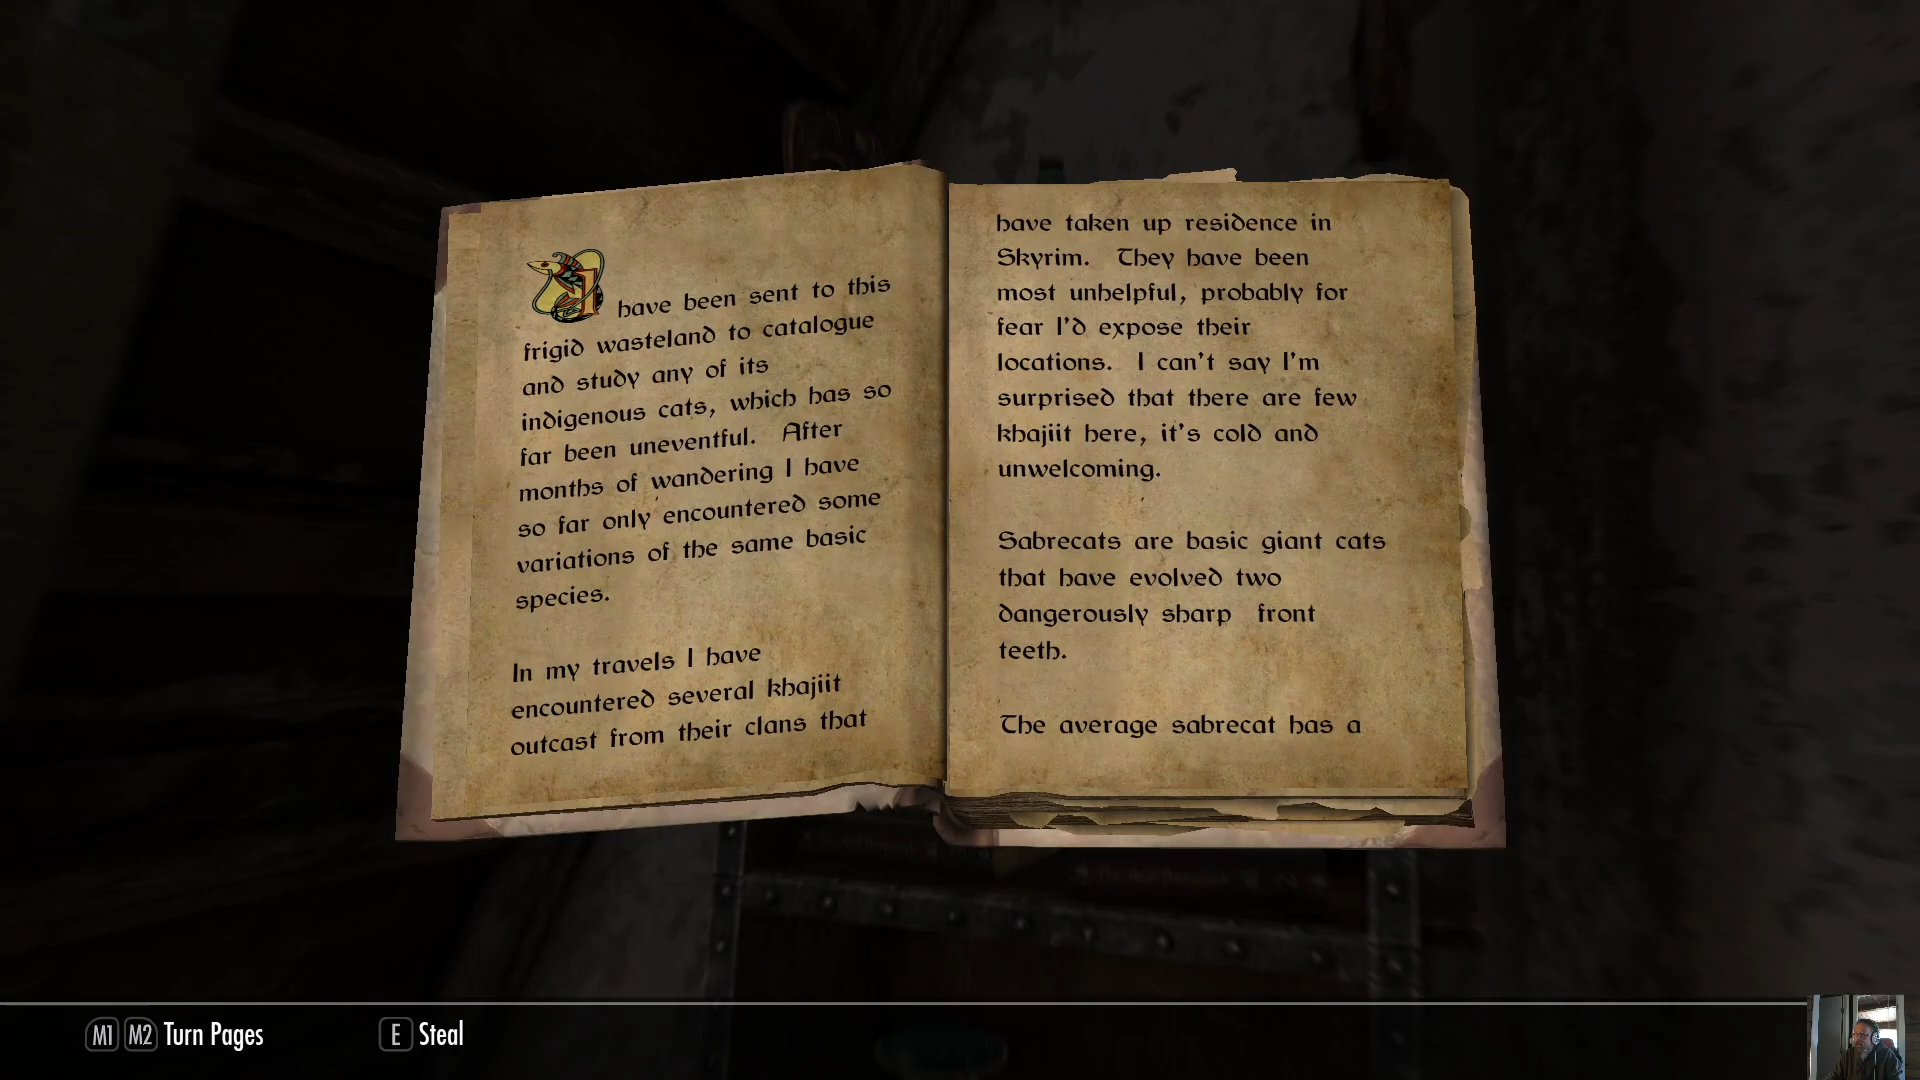 I have been sent to this
frigid wasteland to catalogue
and study any of its
indigenous cats, which has so
far been uneventful. After
months of wandering I have
so far only encountered some
variations of the same basic
species.
In my travels I have
encountered several khajiit
outcast from their clans that
have taken up residence in
Skyrim. They have been
most unhelpful, probably for
fear I'd expose their
locations. I can't say I'm
surprised that there are few
khajiit here, it's cold and
unwelcoming.
Sabrecats are basic giant cats
that have evolved two
dangerously sharp front
teeth.
The average sabrecat has a
M1 M2 Turn Pages
E Steal